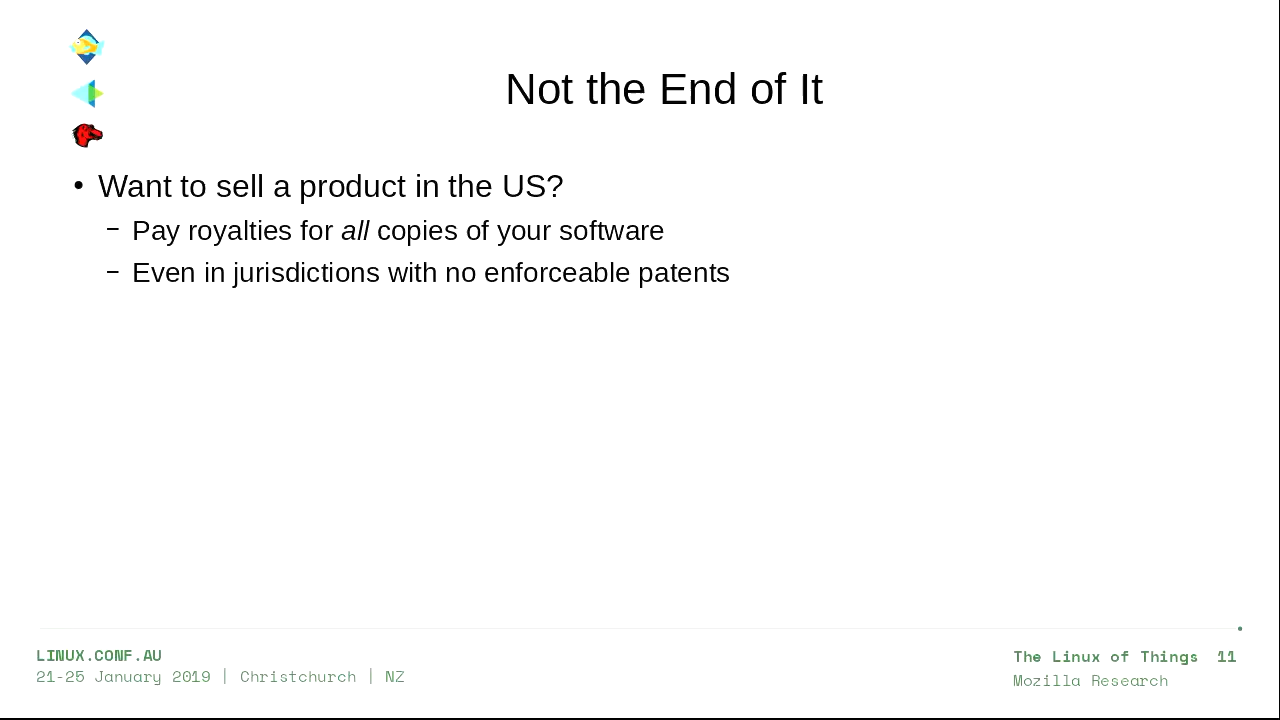 Not the End of It
• Want to sell a product in the US?
– Pay royalties for all copies of your software
– Even in jurisdictions with no enforceable patents
LINUX.CONF.AU
21-25 January 2019 | Christchurch | NZ
The Linux of Things 11
Mozilla Research